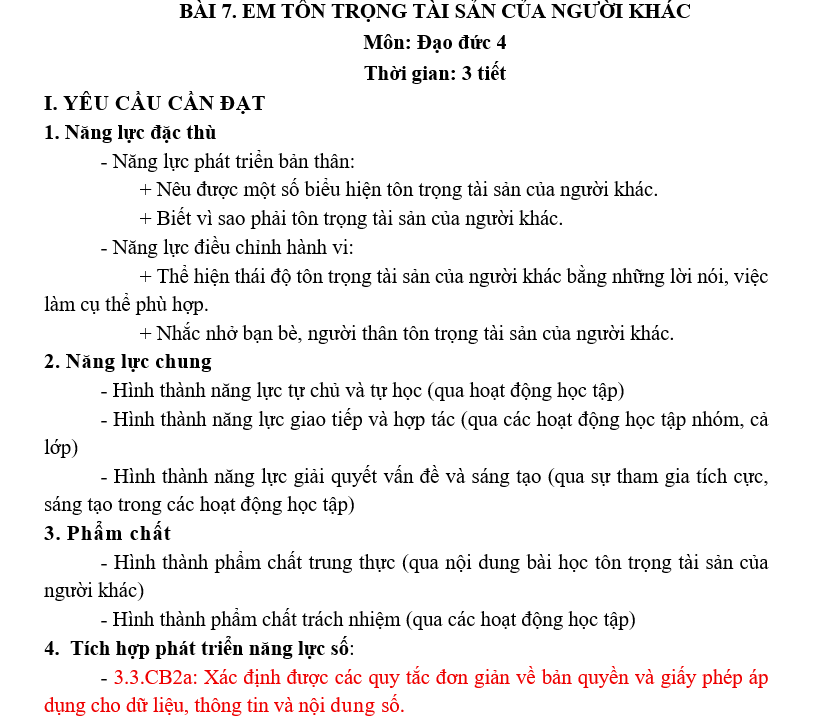 BÀI 7. EM TÔN TRỌNG TÀI SẢN CỦA NGƯỜI KHÁC
Môn: Đạo đức 4
Thời gian: 3 tiết
I. YÊU CẦU CẦN ĐẠT
1. Năng lực đặc thù
- Năng lực phát triển bản thân:
+ Nêu được một số biểu hiện tôn trọng tài sản của người khác.
+ Biết vì sao phải tôn trọng tài sản của người khác.
- Năng lực điều chỉnh hành vi:
+ Thể hiện thái độ tôn trọng tài sản của người khác bằng những lời nói, việc
làm cụ thể phù hợp.
+ Nhắc nhở bạn bè, người thân tôn trọng tài sản của người khác.
2. Năng lực chung
- Hình thành năng lực tự chủ và tự học (qua hoạt động học tập)
- Hình thành năng lực giao tiếp và hợp tác (qua các hoạt động học tập nhóm, cả
lớp)
- Hình thành năng lực giải quyết vấn đề và sáng tạo (qua sự tham gia tích cực,
sáng tạo trong các hoạt động học tập)
3. Phẩm chất
- Hình thành phẩm chất trung thực (qua nội dung bài học tôn trọng tài sản của
người khác)
- Hình thành phẩm chất trách nhiệm (qua các hoạt động học tập)
4. Tích hợp phát triển năng lực số:
- 3.3.CB2a: Xác định được các quy tắc đơn giản về bản quyền và giấy phép áp
dụng cho dữ liệu, thông tin và nội dung số.